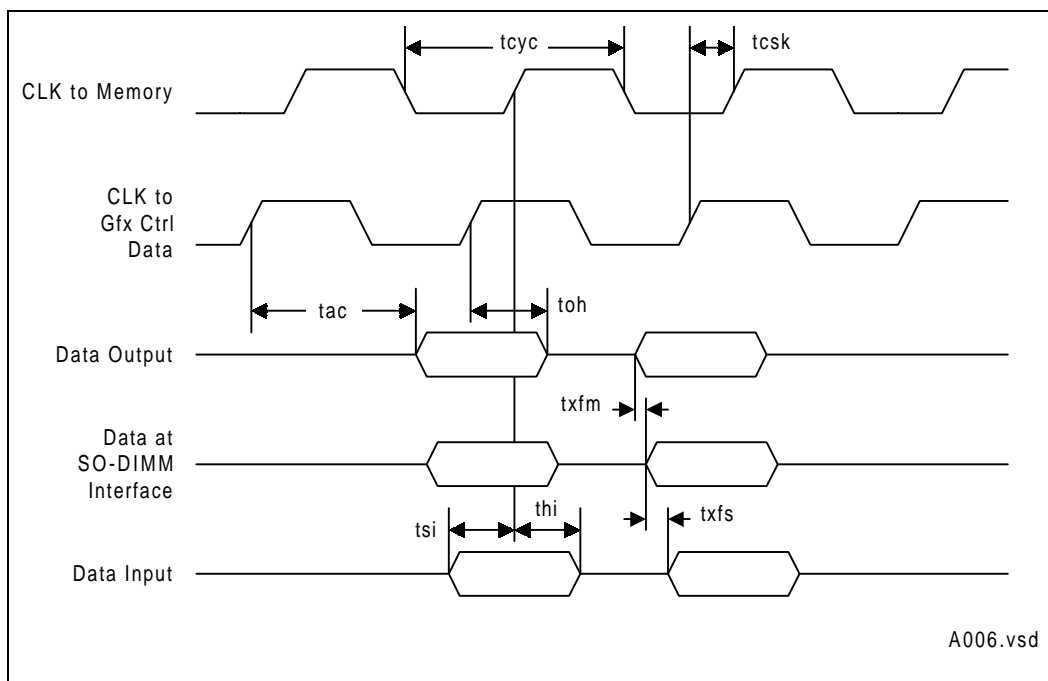 tcyc
tcsk
CLK to Memory
CLK to
Gfx Ctrl
Data
tac
toh
Data Output
txfm
Data at
SO-DIMM
Interface
tsi
thi
txfs
Data Input
A006.vsd